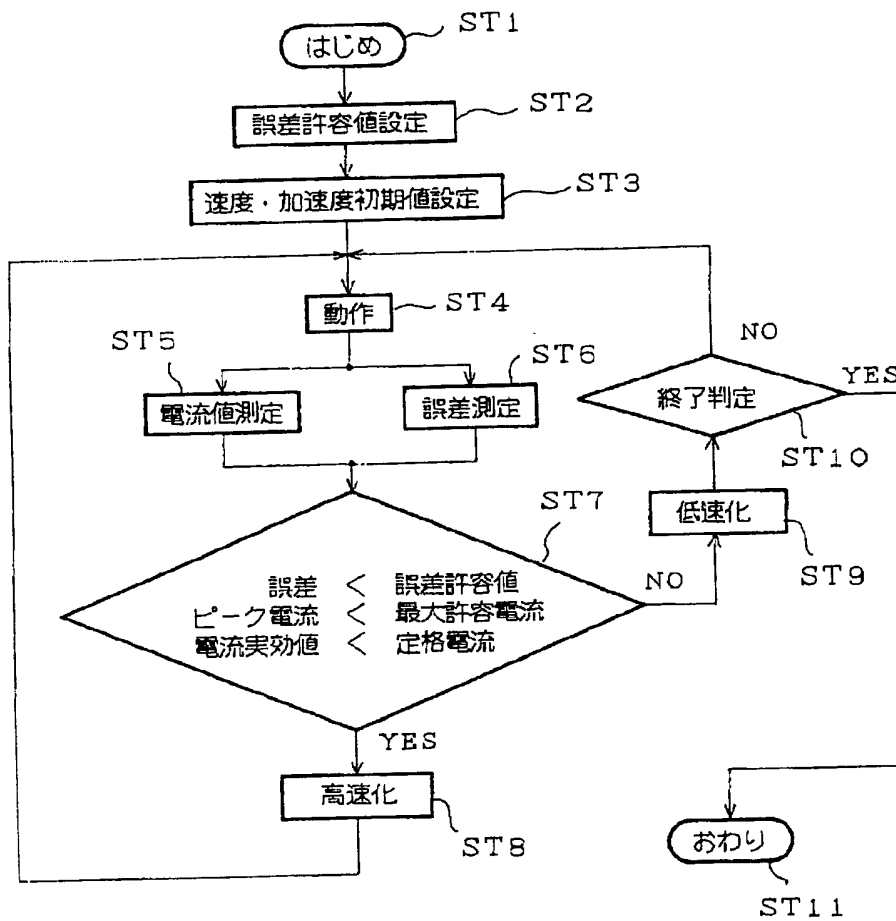 はじめ
ST1
誤差許容値設定
ST2
速度・加速度初期値設定
ST3
動作
ST4
ST5
電流値測定
ST6
誤差測定
ST7
誤差 < 誤差許容値
ピーク電流 < 最大許容電流
電流実効値 < 定格電流
YES
高速化
ST8
NO
低速化
ST9
終了判定
ST10
NO
YES
おわり
ST11